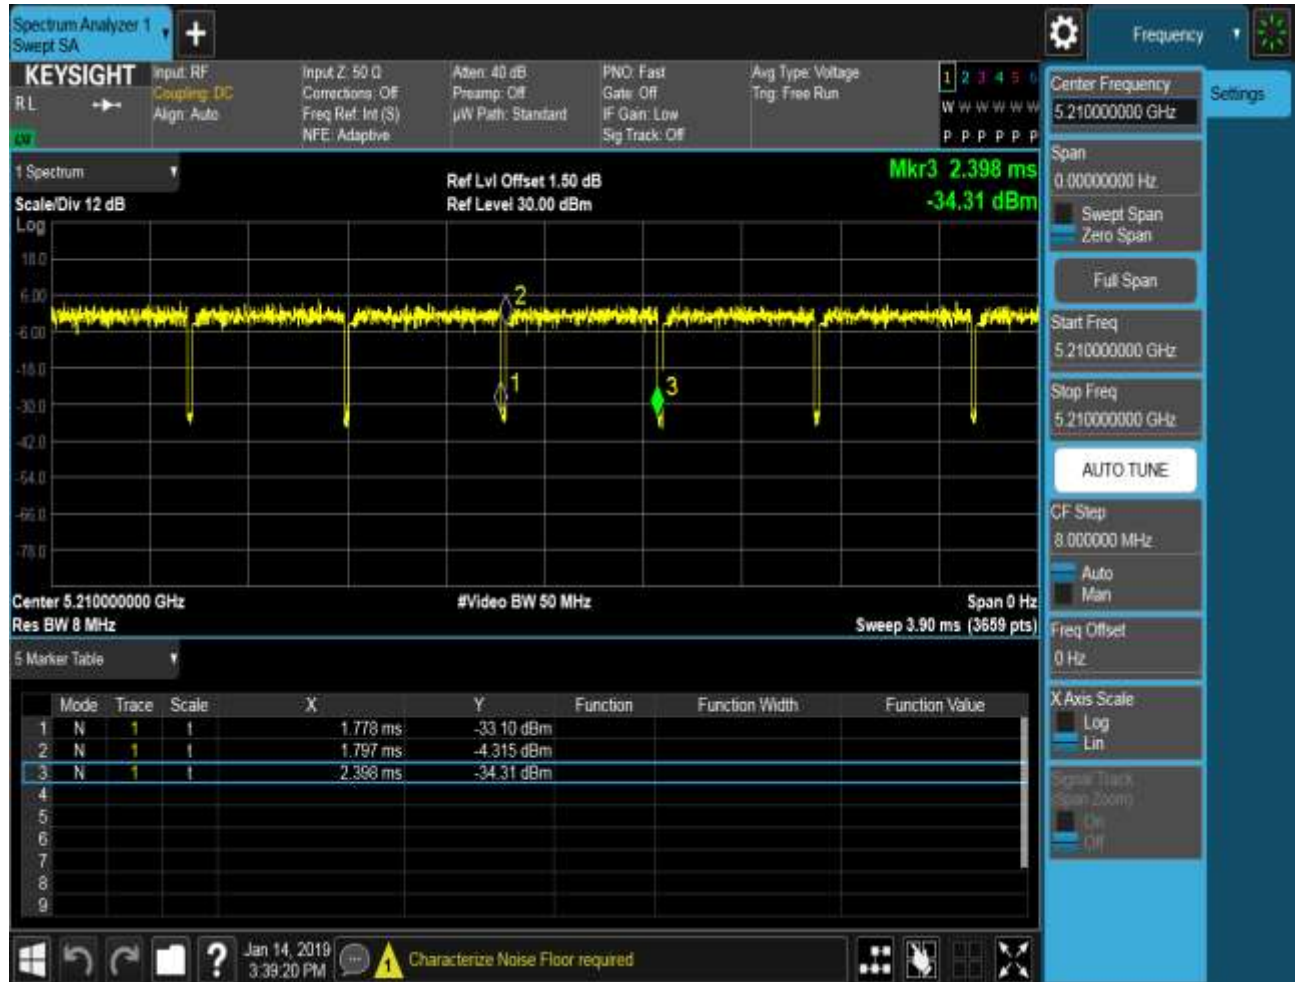 Spectrum Analyzer 1
Swept SA
+
Frequency
KEYSIGHT
RL
Input: RF
Coupling: DC
Align: Auto
Input Z: 50 Ω
Corrections: Off
Freq Ref: Int (S)
NFE: Adaptive
Atten: 40 dB
Preamp: Off
µW Path: Standard
PNO: Fast
Gate: Off
IF Gain: Low
Sig Track: Off
Avg Type: Voltage
Trig: Free Run
1 2 3 4 5 6
W W W W W W
P P P P P P
1 Spectrum
Scale/Div 12 dB
Ref Lvl Offset 1.50 dB
Ref Level 30.00 dBm
Mkr3 2.398 ms
-34.31 dBm
Log
18.0
6.00
-6.00
-18.0
-30.0
-42.0
-54.0
-66.0
-78.0
2
1
3
Center 5.210000000 GHz
Res BW 8 MHz
#Video BW 50 MHz
Span 0 Hz
Sweep 3.90 ms (3659 pts)
5 Marker Table
Mode Trace Scale X Y Function Function Width Function Value
1 N 1 t 1.778 ms -33.10 dBm
2 N 1 t 1.797 ms -4.315 dBm
3 N 1 t 2.398 ms -34.31 dBm
4
5
6
7
8
9
?
Jan 14, 2019
3:39:20 PM
Characterize Noise Floor required
Center Frequency
5.210000000 GHz
Settings
Span
0.00000000 Hz
Swept Span
Zero Span
Full Span
Start Freq
5.210000000 GHz
Stop Freq
5.210000000 GHz
AUTO TUNE
CF Step
8.000000 MHz
Auto
Man
Freq Offset
0 Hz
X Axis Scale
Log
Lin
Signal Track
(Span Zoom)
On
Off